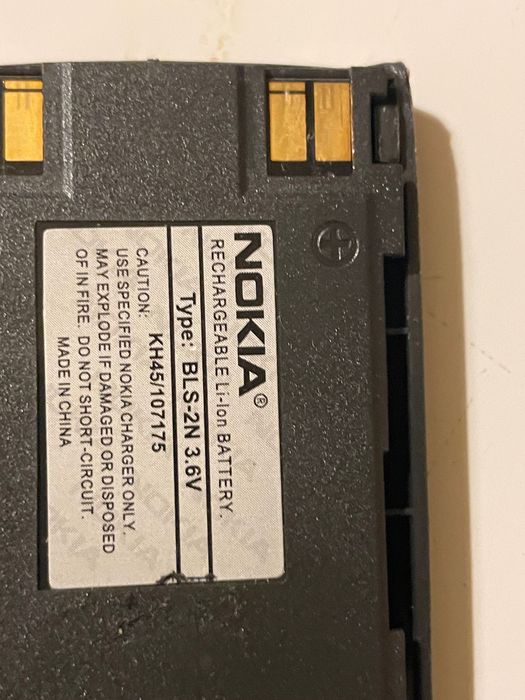 NOKIA®
RECHARGEABLE Li-Ion BATTERY.
Type: BLS-2N 3.6V
KH45/107175
CAUTION:
USE SPECIFIED NOKIA CHARGER ONLY.
MAY EXPLODE IF DAMAGED OR DISPOSED
OF IN FIRE. DO NOT SHORT-CIRCUIT.
MADE IN CHINA
+